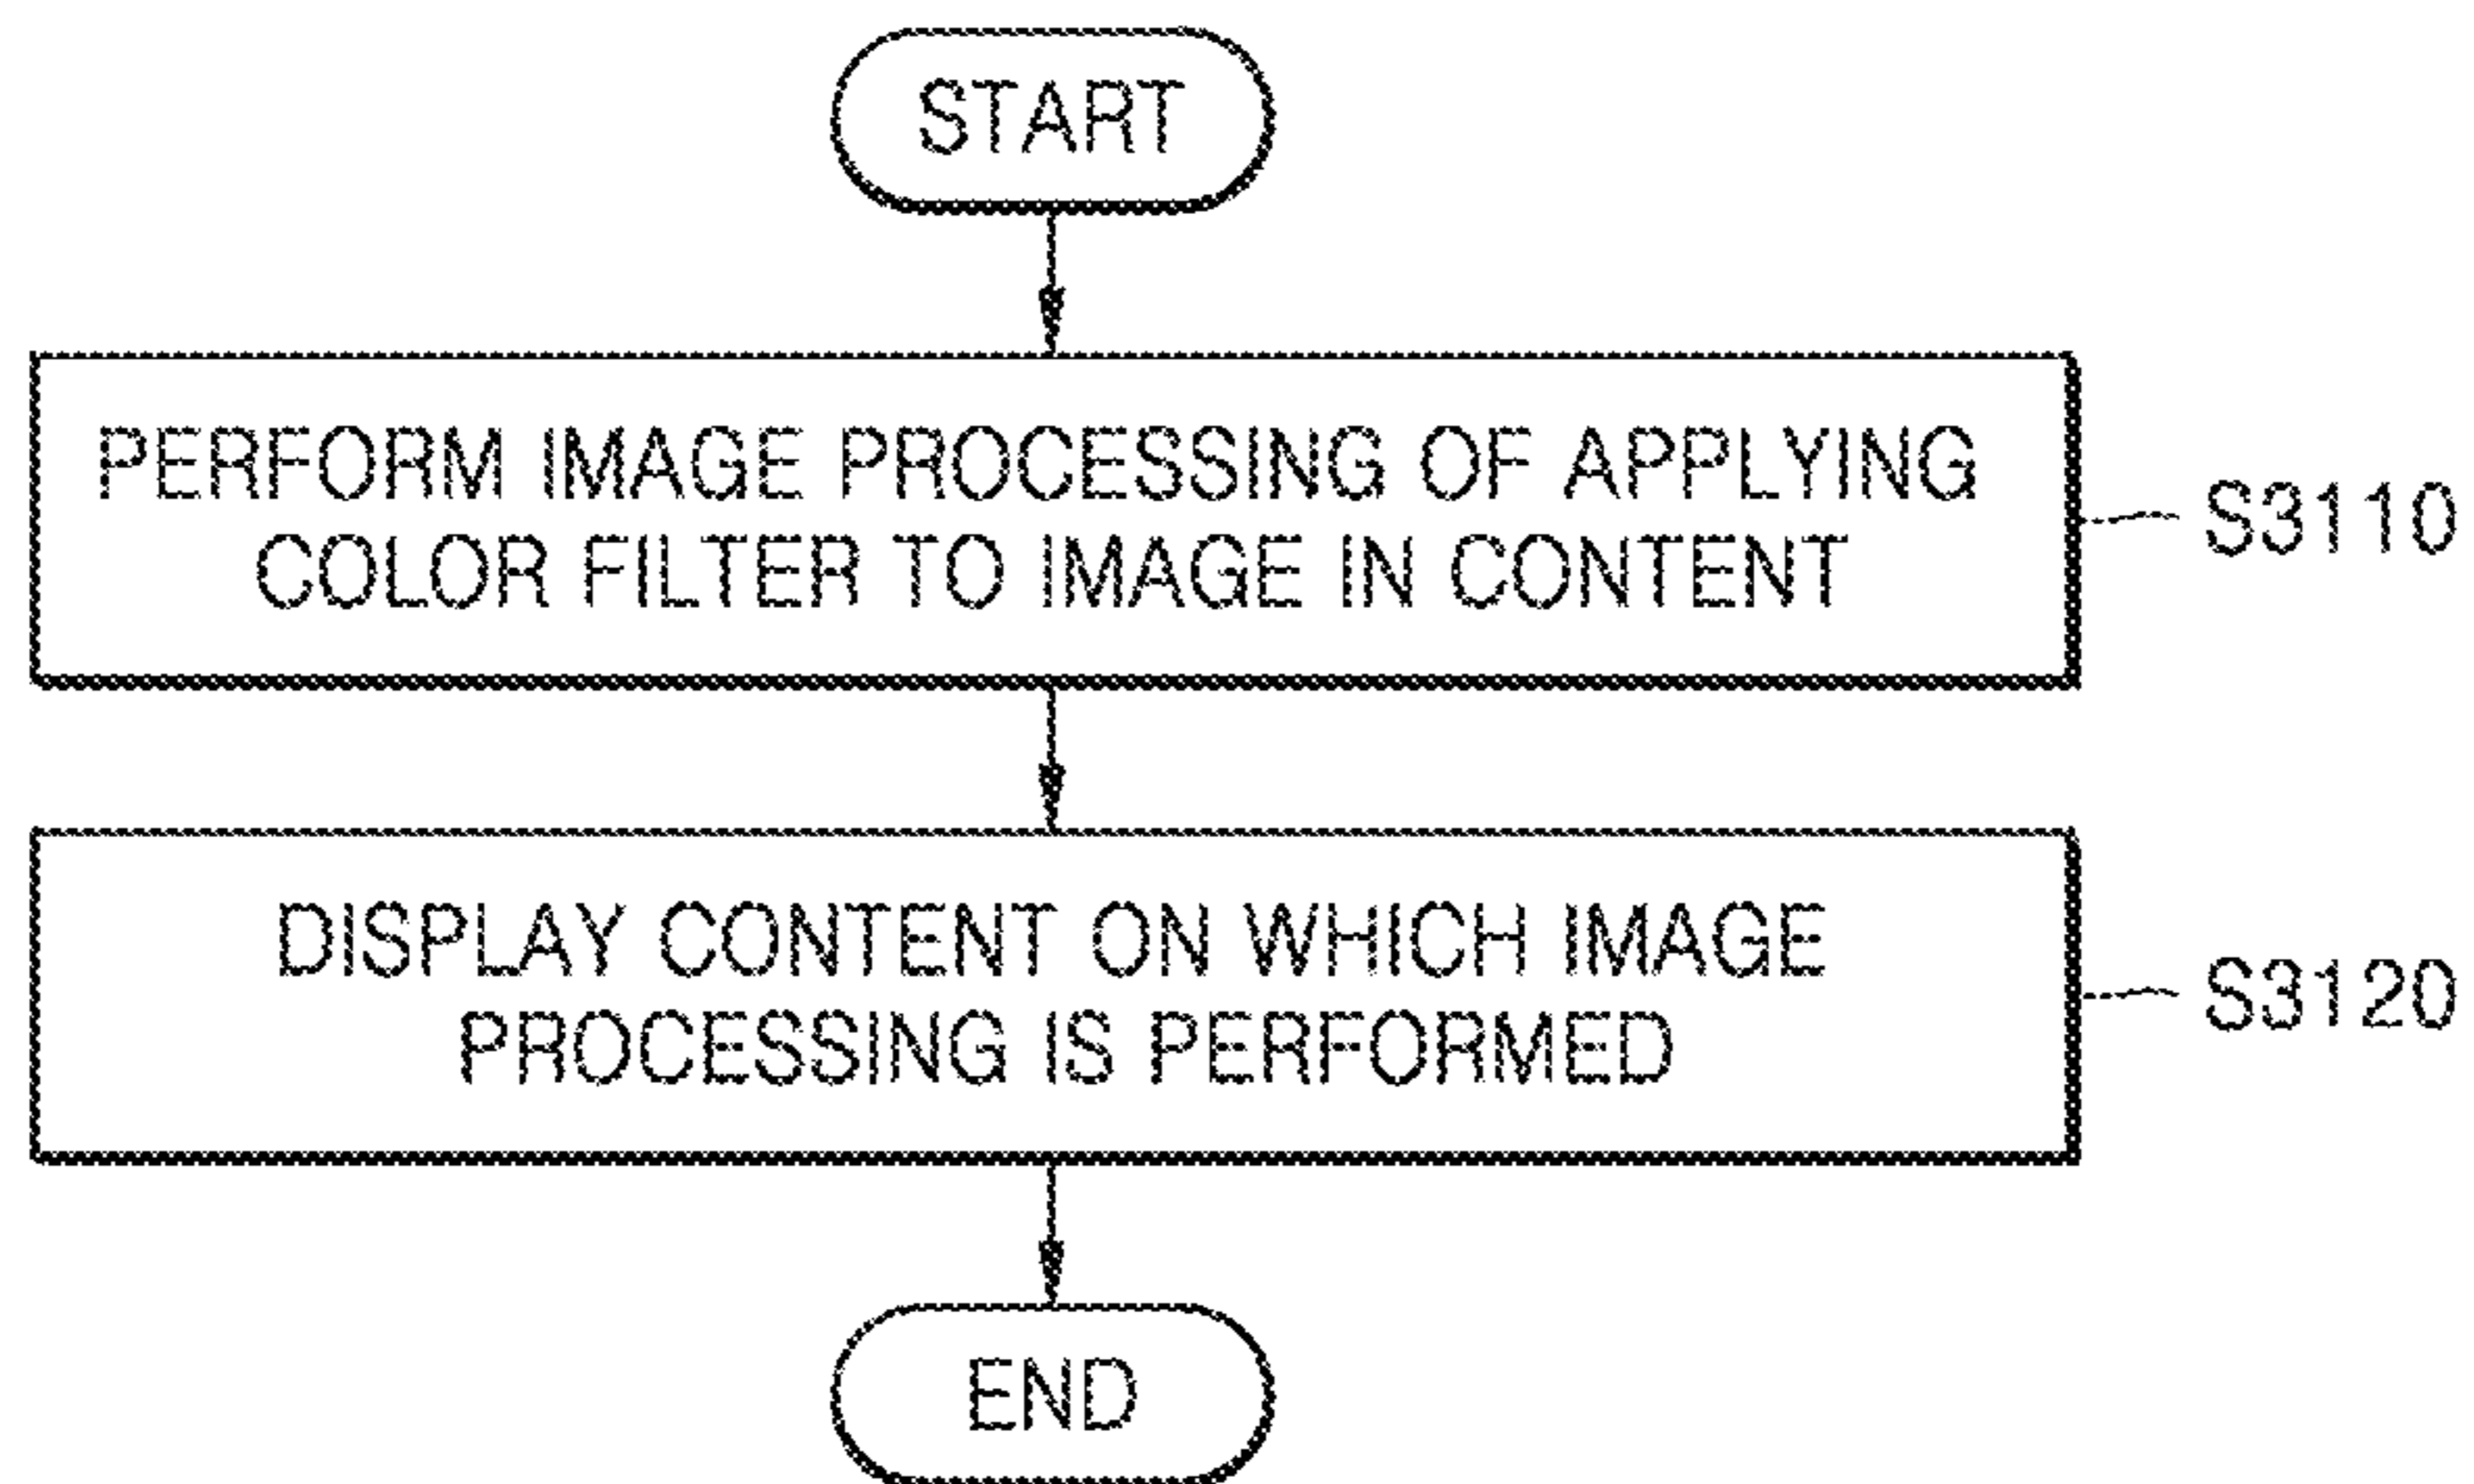 START
PERFORM IMAGE PROCESSING OF APPLYING
COLOR FILTER TO IMAGE IN CONTENT
S3110
DISPLAY CONTENT ON WHICH IMAGE
PROCESSING IS PERFORMED
S3120
END